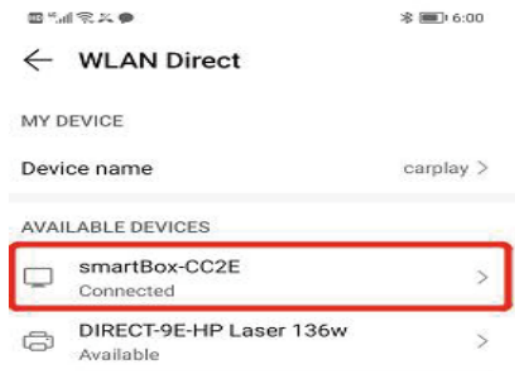 6:00
WLAN Direct
MY DEVICE
Device name carplay
AVAILABLE DEVICES
smartBox-CC2E
Connected
DIRECT-9E-HP Laser 136w
Available